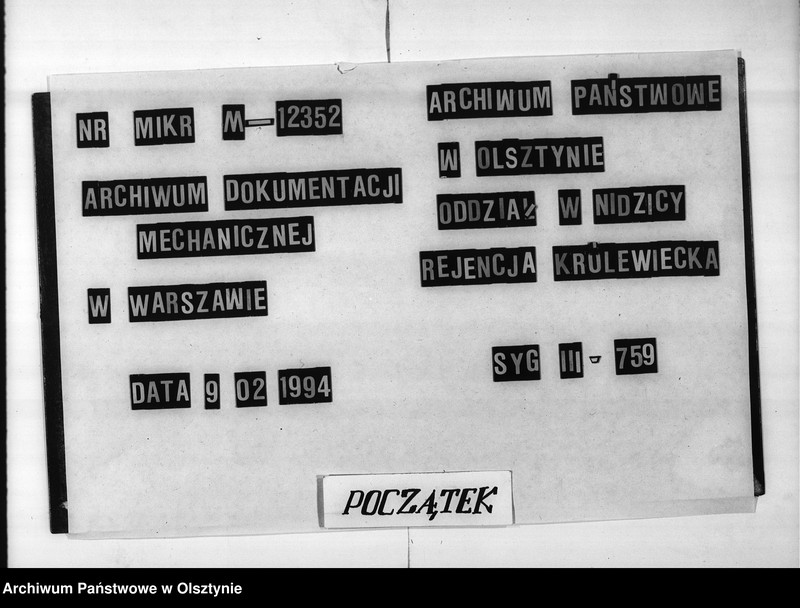 NR MIKR M-12352
ARCHIWUM DOKUMENTACJI
MECHANICZNEJ
W WARSZAWIE
DATA 9 02 1994
ARCHIWUM PAŃSTWOWE
W OLSZTYNIE
ODDZIAŁ W NIDZICY
REJENCJA KRÓLEWIECKA
SYG III - 759
POCZĄTEK
Archiwum Państwowe w Olsztynie